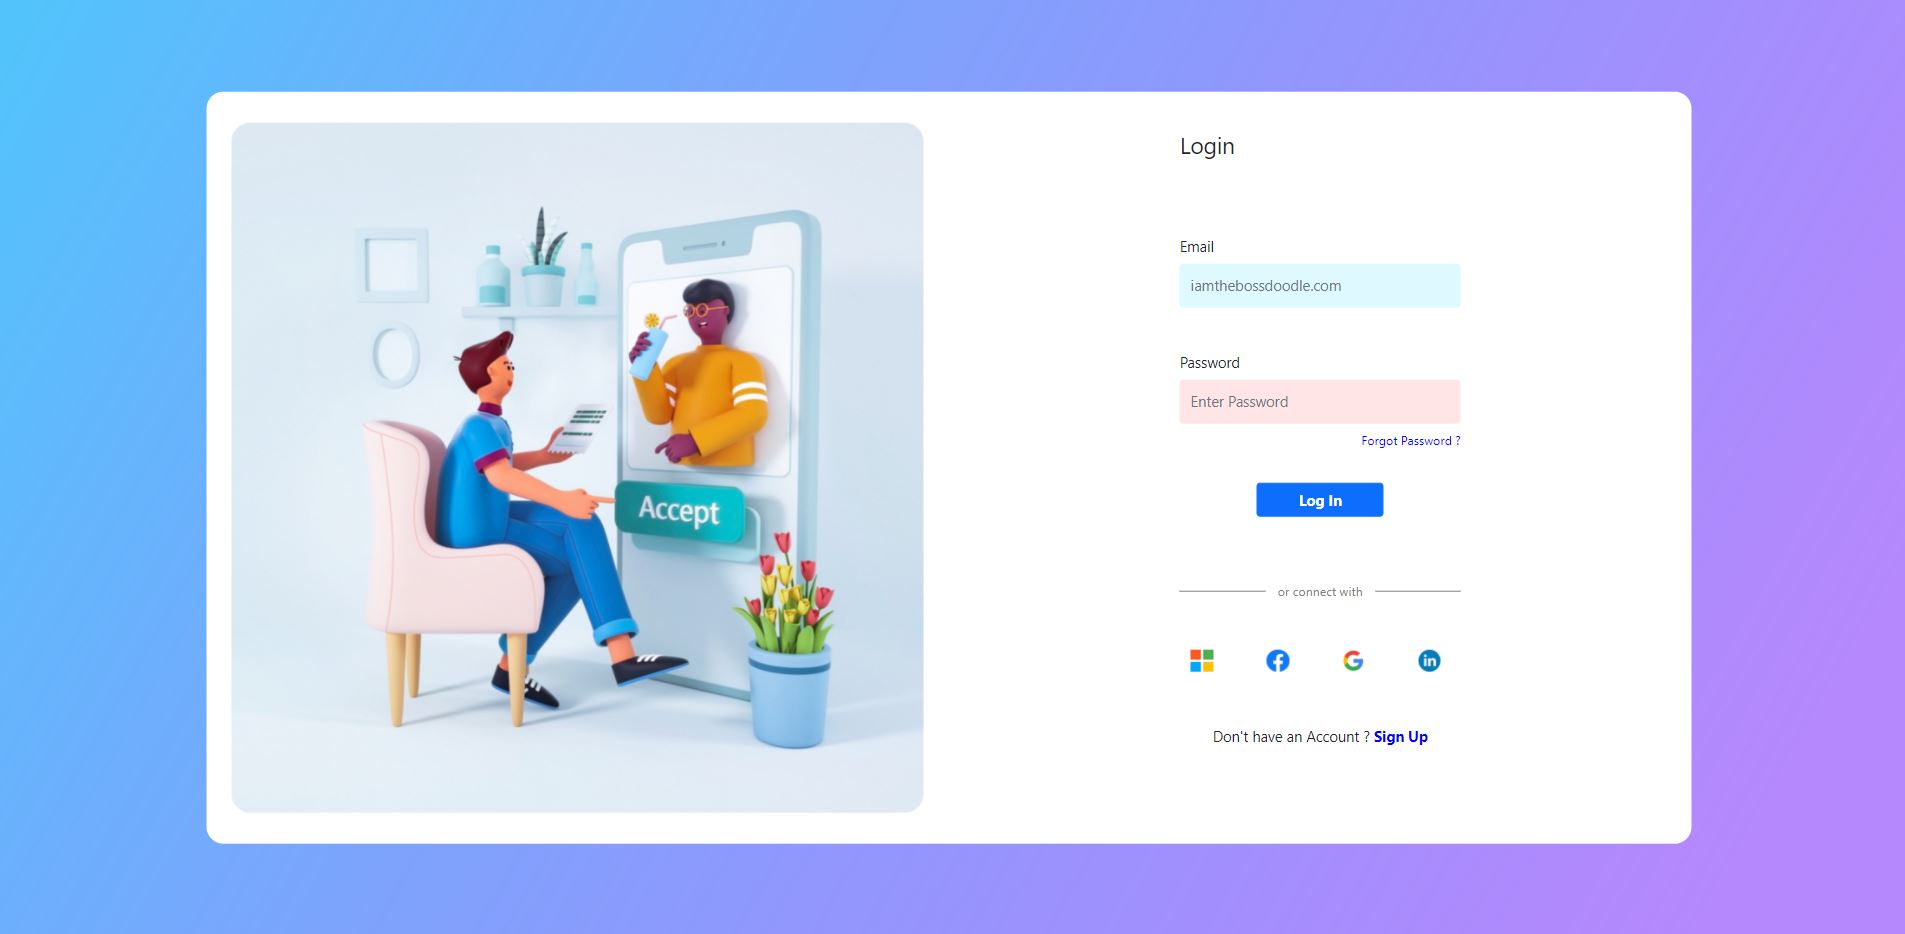 Login
Email
iamthebossdoodle.com
Password
Enter Password
Forgot Password ?
Accept
Log In
or connect with
in
Don't have an Account ? Sign Up